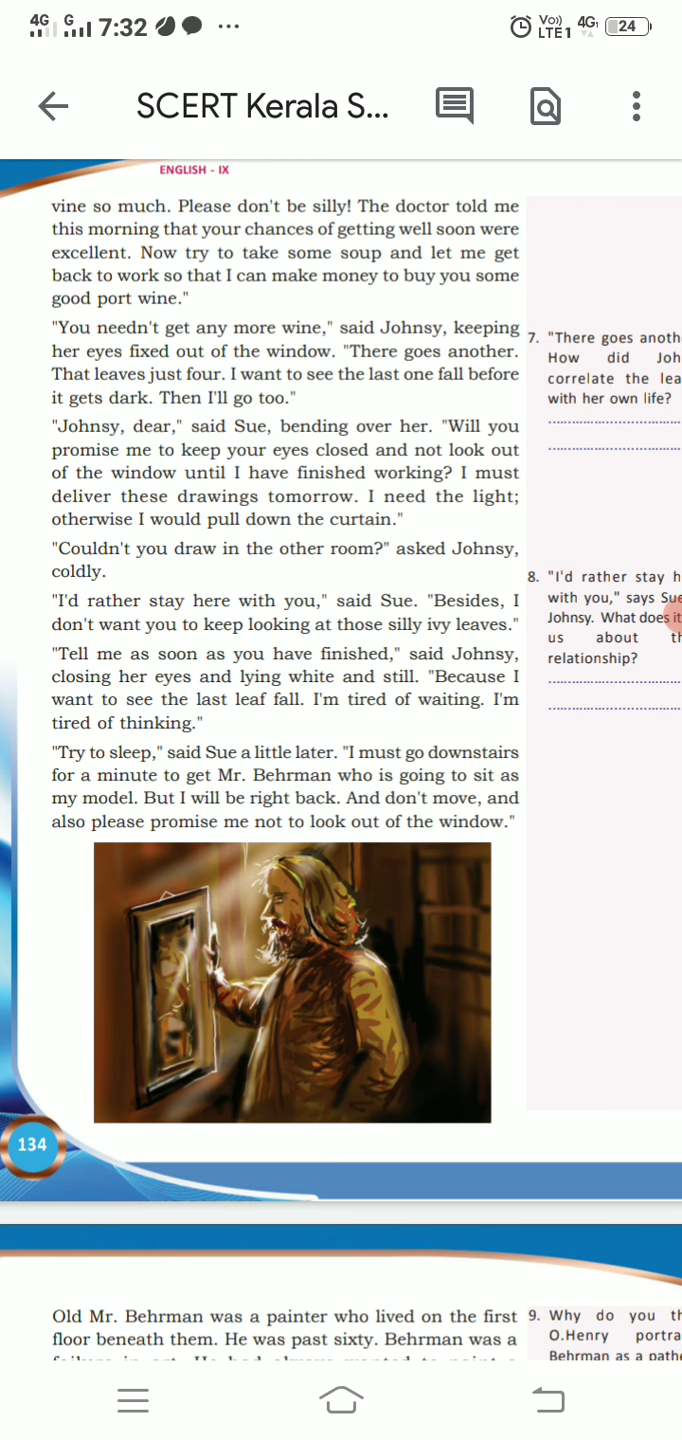 4G G 7:32 ... Vo)) LTE1 4G 24
SCERT Kerala S...
ENGLISH - IX
vine so much. Please don't be silly! The doctor told me
this morning that your chances of getting well soon were
excellent. Now try to take some soup and let me get
back to work so that I can make money to buy you some
good port wine."
"You needn't get any more wine," said Johnsy, keeping
her eyes fixed out of the window. "There goes another.
That leaves just four. I want to see the last one fall before
it gets dark. Then I'll go too."
"Johnsy, dear," said Sue, bending over her. "Will you
promise me to keep your eyes closed and not look out
of the window until I have finished working? I must
deliver these drawings tomorrow. I need the light;
otherwise I would pull down the curtain."
"Couldn't you draw in the other room?" asked Johnsy,
coldly.
"I'd rather stay here with you," said Sue. "Besides, I
don't want you to keep looking at those silly ivy leaves."
"Tell me as soon as you have finished," said Johnsy,
closing her eyes and lying white and still. "Because I
want to see the last leaf fall. I'm tired of waiting. I'm
tired of thinking."
"Try to sleep," said Sue a little later. "I must go downstairs
for a minute to get Mr. Behrman who is going to sit as
my model. But I will be right back. And don't move, and
also please promise me not to look out of the window."
7. "There goes anoth
How did Joh
correlate the lea
with her own life?
8. "I'd rather stay h
with you," says Sue
Johnsy. What does it
us about th
relationship?
134
Old Mr. Behrman was a painter who lived on the first
floor beneath them. He was past sixty. Behrman was a
9. Why do you th
O.Henry portra
Behrman as a path